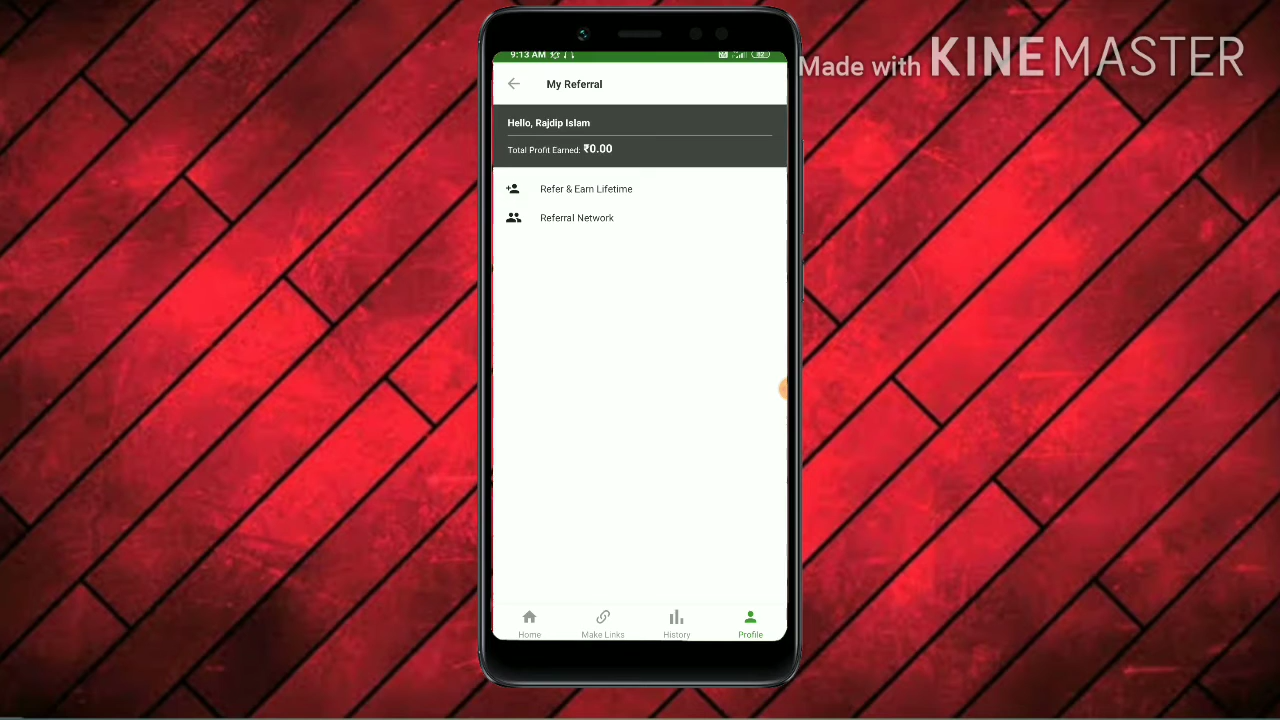 Made with KINEMASTER
9:13 AM
My Referral
Hello, Rajdip Islam
Total Profit Earned: ₹0.00
Refer & Earn Lifetime
Referral Network
Home
Make Links
History
Profile